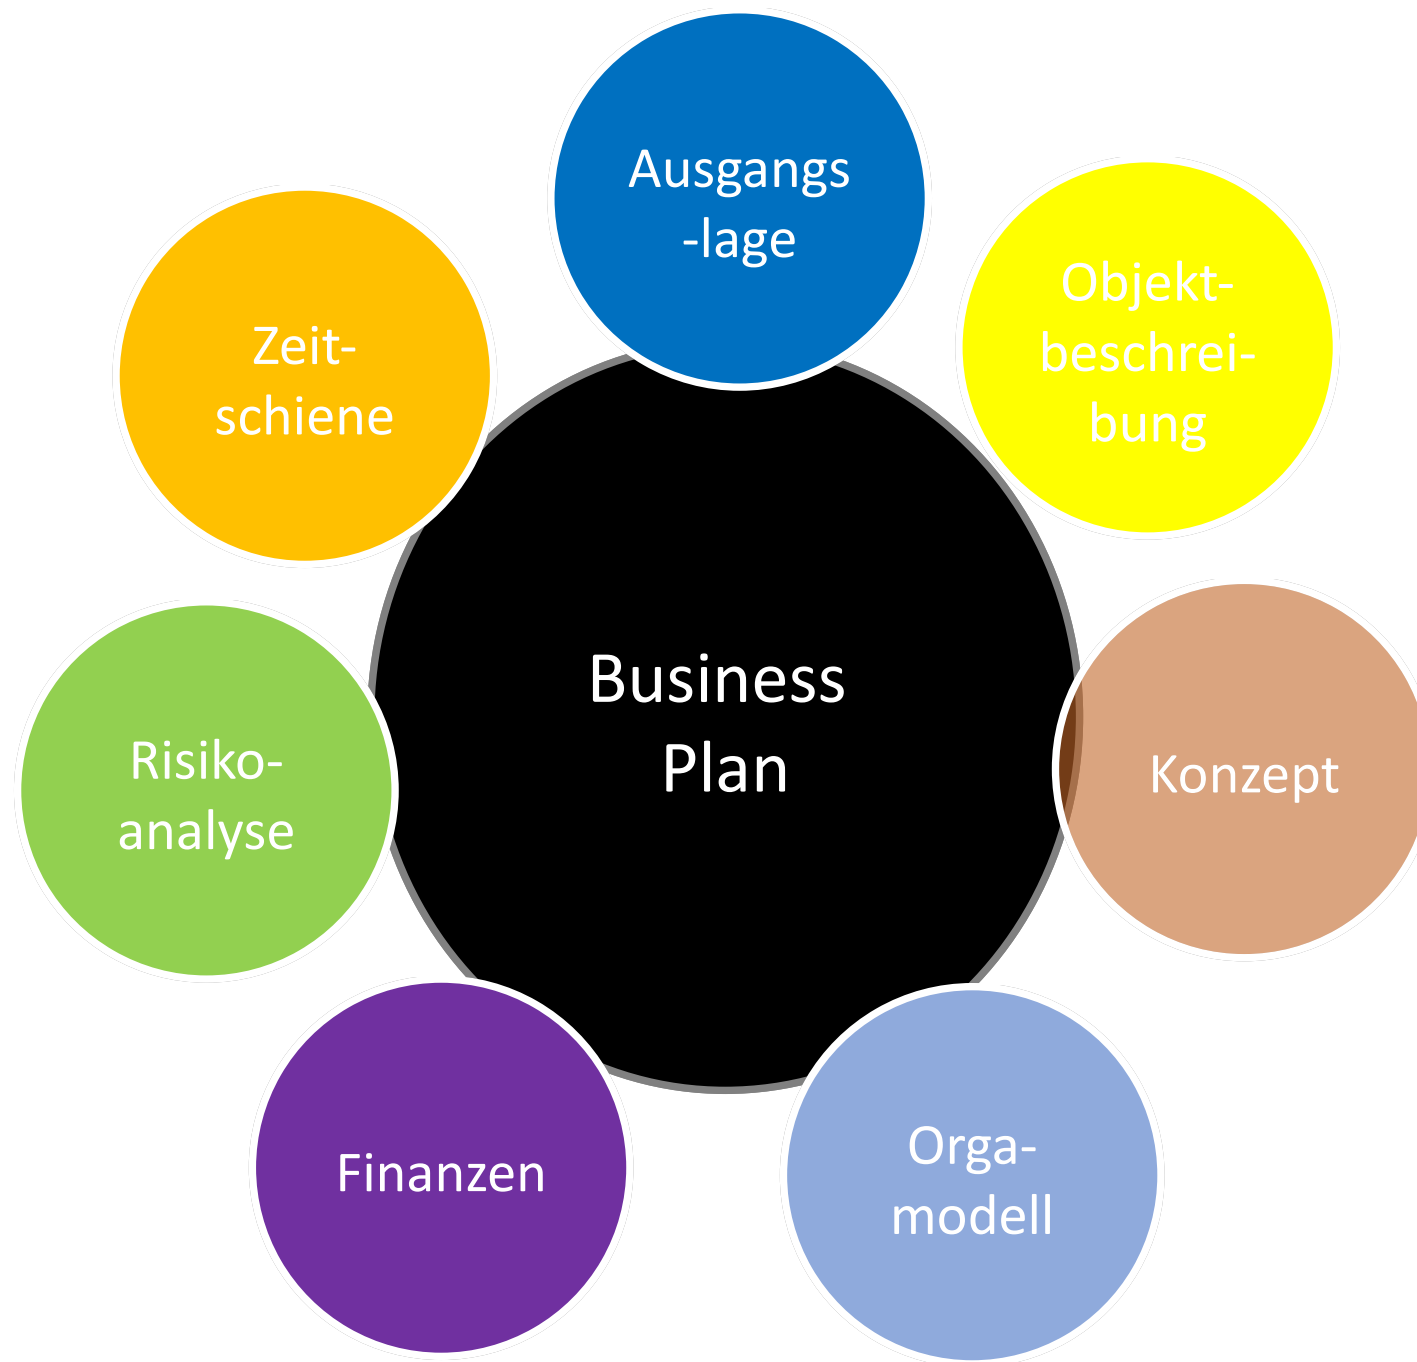 Ausgangs
-lage
Objekt-
beschrei-
bung
Konzept
Orga-
modell
Finanzen
Risiko-
analyse
Zeit-
schiene
Business
Plan